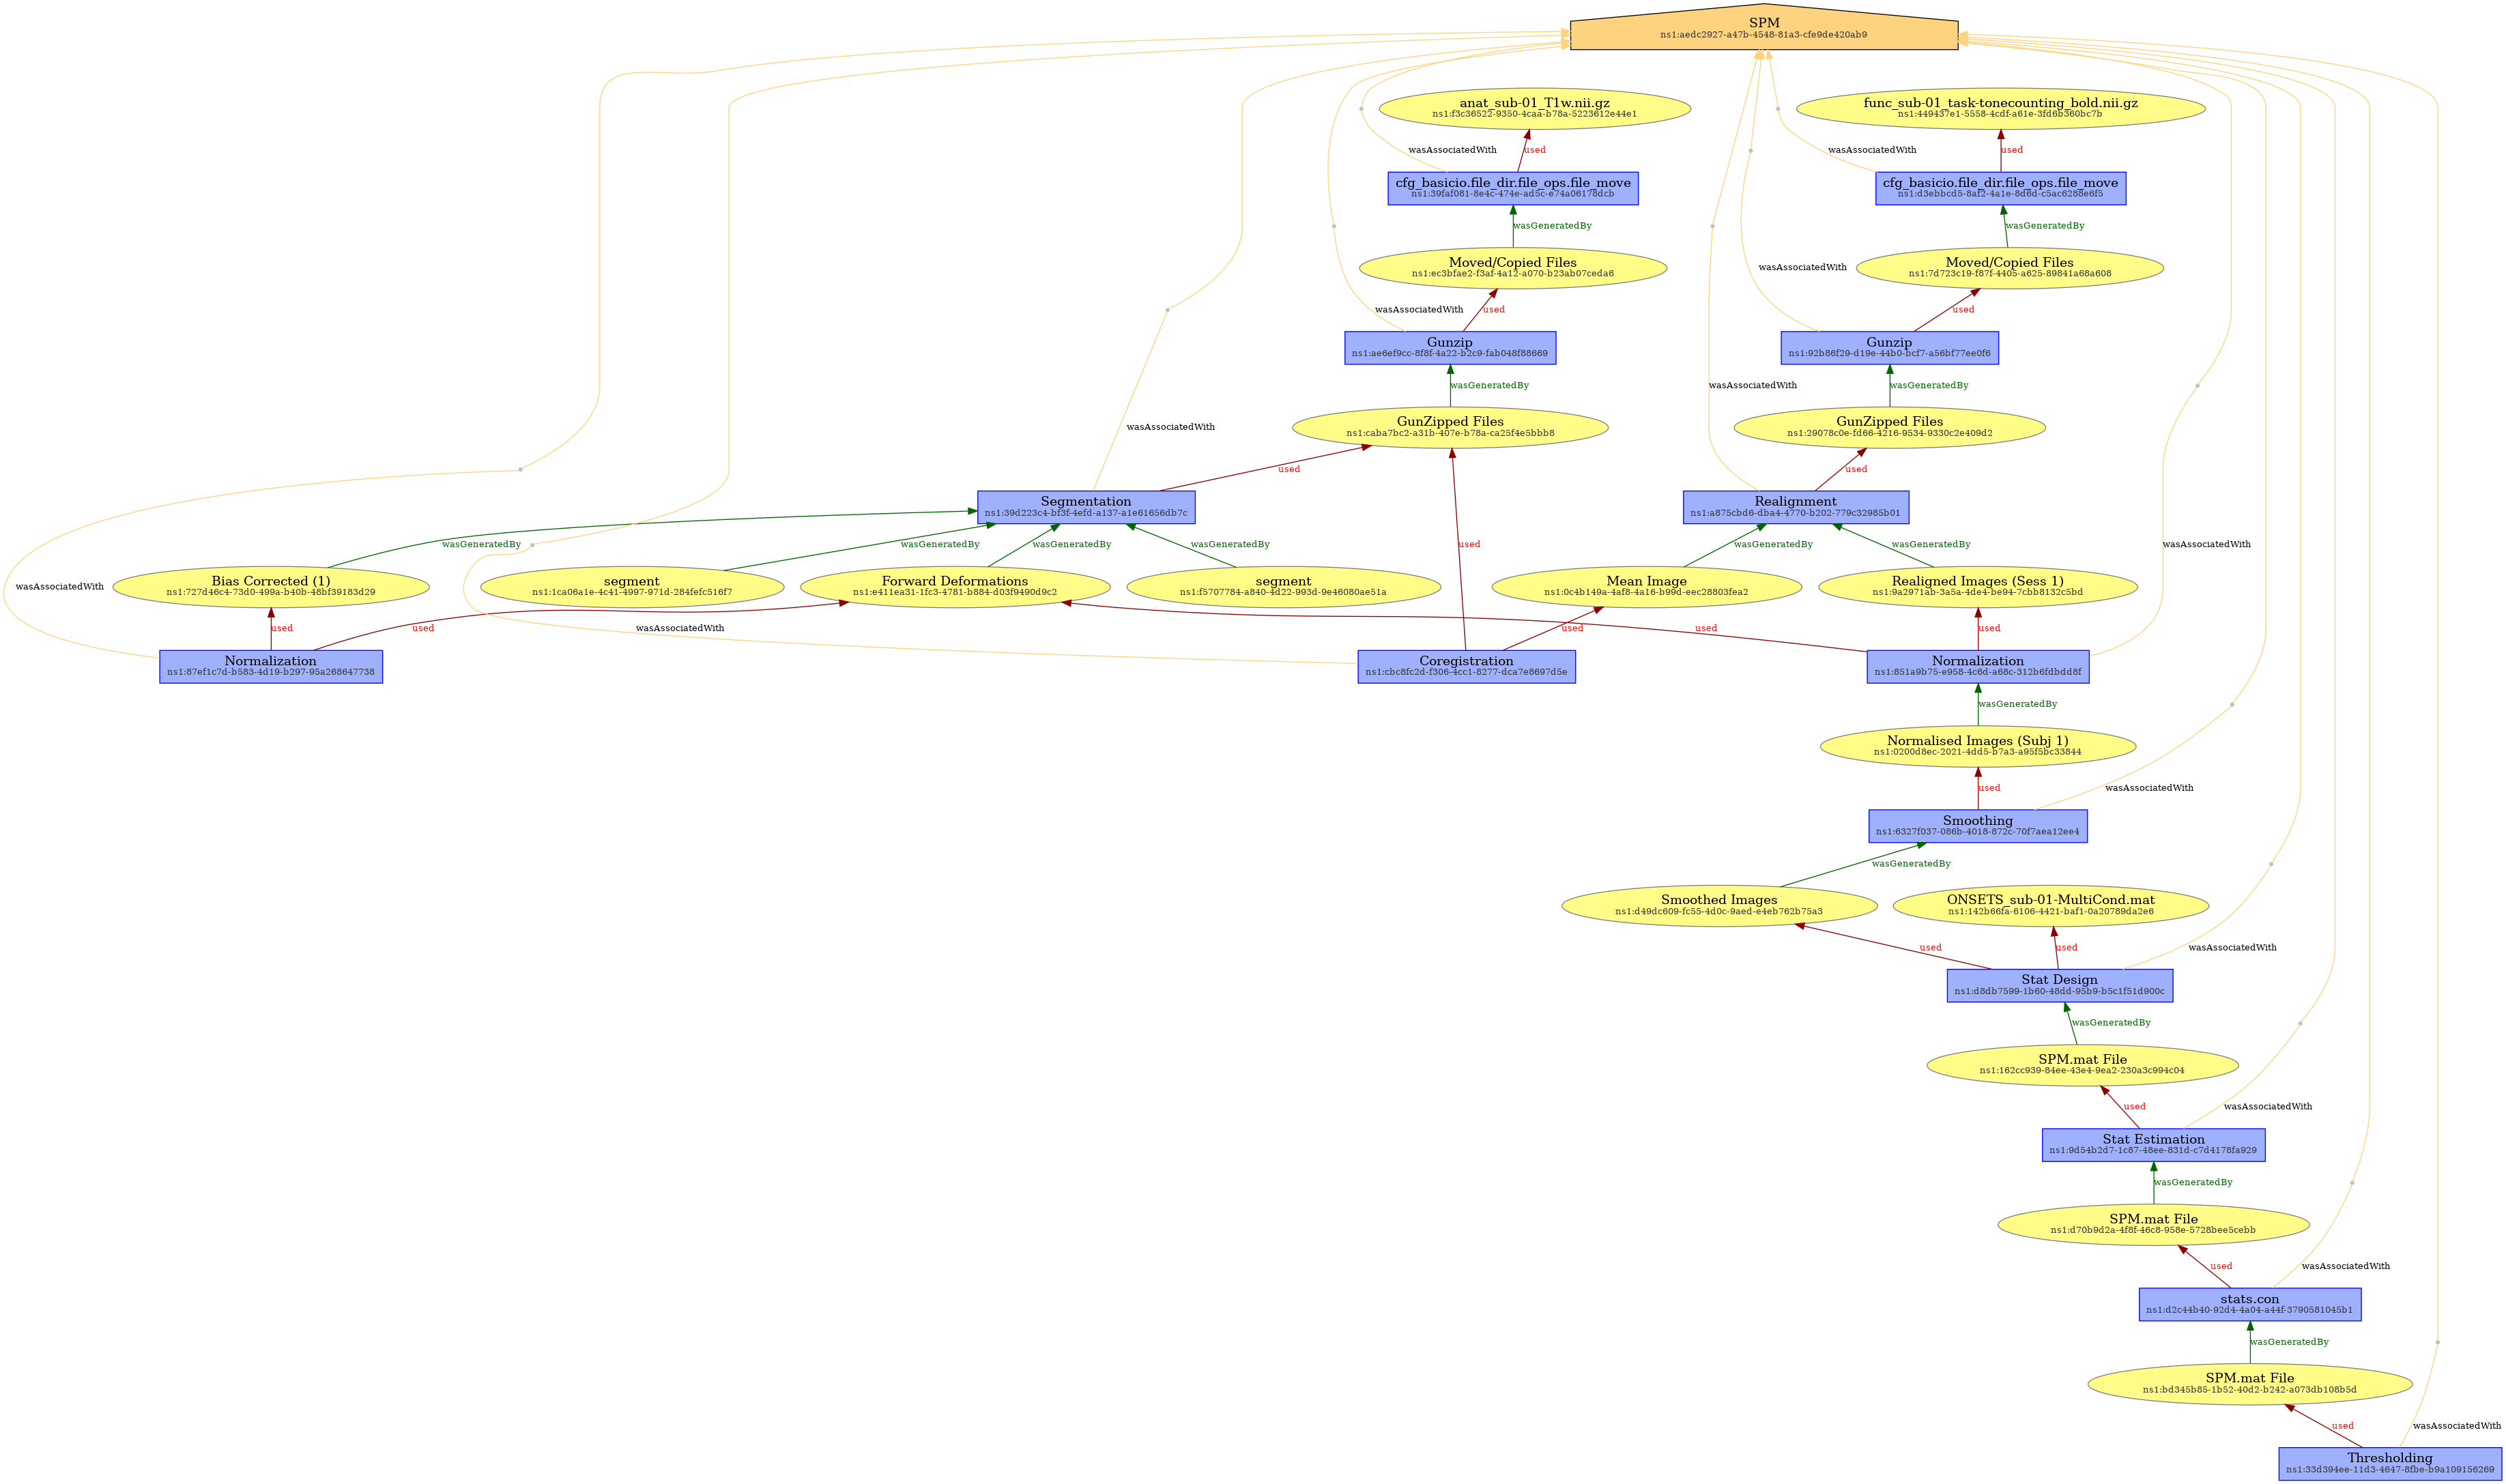 SPM
ns1:aedc2927-a47b-4548-81a3-cfe9de420ab9
anat_sub-01_T1w.nii.gz
ns1:f3c36522-9350-4caa-b78a-5223612e44e1
func_sub-01_task-tonecounting_bold.nii.gz
ns1:449437e1-5558-4cdf-a61e-3fd6b360bc7b
wasAssociatedWith
used
wasAssociatedWith
used
cfg_basicio.file_dir.file_ops.file_move
ns1:39faf081-8e4c-474e-ad5c-e74a06178dcb
cfg_basicio.file_dir.file_ops.file_move
ns1:d3ebbcd5-8af2-4a1e-8d6d-c5ac6288e6f5
wasGeneratedBy
wasGeneratedBy
Moved/Copied Files
ns1:ec3bfae2-f3af-4a12-a070-b23ab07ceda6
Moved/Copied Files
ns1:7d723c19-f87f-4405-a625-89841a68a608
wasAssociatedWith
used
wasAssociatedWith
used
Gunzip
ns1:ae6ef9cc-8f8f-4a22-b2c9-fab048f88669
Gunzip
ns1:92b86f29-d19e-44b0-bcf7-a56bf77ee0f6
wasGeneratedBy
wasAssociatedWith
wasGeneratedBy
GunZipped Files
ns1:caba7bc2-a31b-407e-b78a-ca25f4e5bbb8
GunZipped Files
ns1:29078c0e-fd66-4216-9534-9330c2e409d2
wasAssociatedWith
used
used
Segmentation
ns1:39d223c4-bf3f-4efd-a137-a1e61656db7c
Realignment
ns1:a875cbd6-dba4-4770-b202-779c32985b01
wasGeneratedBy
wasGeneratedBy
wasGeneratedBy
wasGeneratedBy
used
wasGeneratedBy
wasGeneratedBy
wasAssociatedWith
wasAssociatedWith
Bias Corrected (1)
ns1:727d46c4-73d0-499a-b40b-48bf39183d29
segment
ns1:1ca06a1e-4c41-4997-971d-284fefc516f7
Forward Deformations
ns1:e411ea31-1fc3-4781-b884-d03f9490d9c2
segment
ns1:f5707784-a840-4d22-993d-9e46080ae51a
Mean Image
ns1:0c4b149a-4af8-4a16-b99d-eec28803fea2
Realigned Images (Sess 1)
ns1:9a2971ab-3a5a-4de4-be94-7cbb8132c5bd
used
used
wasAssociatedWith
used
used
used
Normalization
ns1:87ef1c7d-b583-4d19-b297-95a268647738
Coregistration
ns1:cbc8fc2d-f306-4cc1-8277-dca7e8697d5e
Normalization
ns1:851a9b75-e958-4c6d-a68c-312b6fdbdd8f
wasGeneratedBy
Normalised Images (Subj 1)
ns1:0200d8ec-2021-4dd5-b7a3-a95f5bc33844
used
wasAssociatedWith
Smoothing
ns1:6327f037-086b-4018-872c-70f7aea12ee4
wasGeneratedBy
Smoothed Images
ns1:d49dc609-fc55-4d0c-9aed-e4eb762b75a3
ONSETS_sub-01-MultiCond.mat
ns1:142b66fa-6106-4421-baf1-0a20789da2e6
used
used
wasAssociatedWith
Stat Design
ns1:d8db7599-1b60-48dd-95b9-b5c1f51d900c
wasGeneratedBy
SPM.mat File
ns1:162cc939-84ee-43e4-9ea2-230a3c994c04
used
wasAssociatedWith
Stat Estimation
ns1:9d54b2d7-1c87-48ee-831d-c7d4178fa929
wasGeneratedBy
SPM.mat File
ns1:d70b9d2a-4f8f-46c8-958e-5728bee5cebb
used
wasAssociatedWith
stats.con
ns1:d2c44b40-92d4-4a04-a44f-3790581045b1
wasGeneratedBy
SPM.mat File
ns1:bd345b85-1b52-40d2-b242-a073db108b5d
used
wasAssociatedWith
Thresholding
ns1:33d394ee-11d3-4647-8fbe-b9a109156269